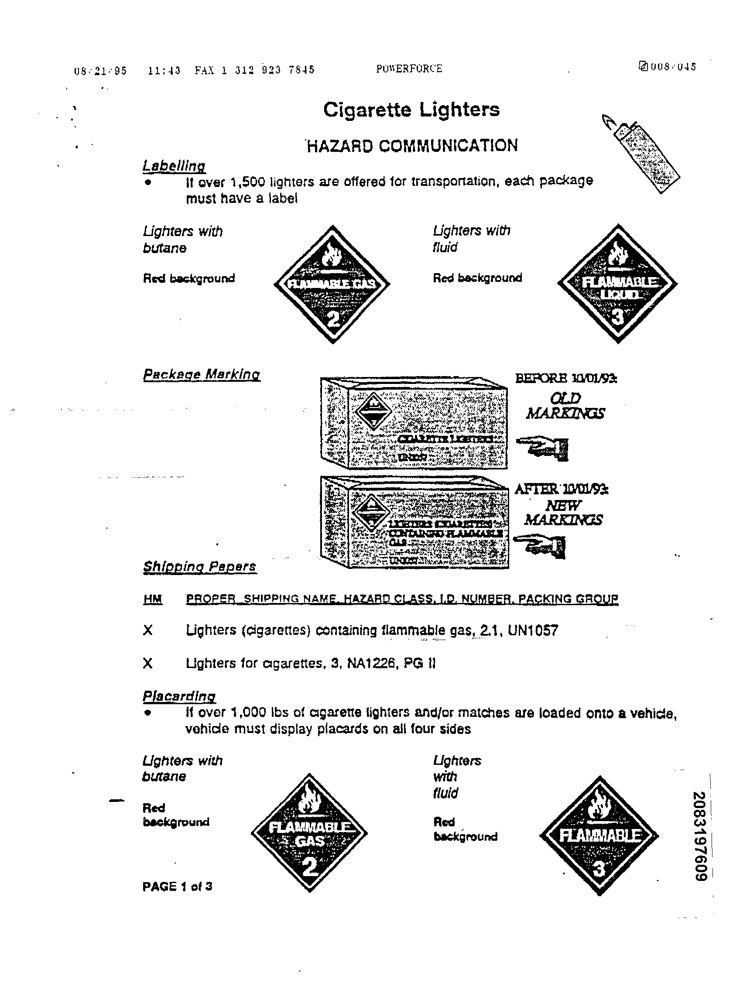 08/21/95 11:43 FAX 1 312 923 7845 POWERFORCE 008/045
Cigarette Lighters
HAZARD COMMUNICATION
Labelling
• If over 1,500 lighters are offered for transportation, each package
must have a label
Lighters with
butane
Red background
FLAMMABLE GAS
2
Lighters with
fluid
Red background
FLAMMABLE
LIQUID
3
Package Marking
CIGARETTE LIGHTERS
UN1057
BEFORE 10/01/93:
OLD
MARKINGS
LIGHTERS (CIGARETTES)
CONTAINING FLAMMABLE
GAS
UN1057
AFTER 10/01/93:
NEW
MARKINGS
Shipping Papers
HM PROPER SHIPPING NAME, HAZARD CLASS, I.D. NUMBER, PACKING GROUP
X Lighters (cigarettes) containing flammable gas, 2.1, UN1057
X Lighters for cigarettes, 3, NA1226, PG II
Placarding
• If over 1,000 lbs of cigarette lighters and/or matches are loaded onto a vehicle,
vehicle must display placards on all four sides
Lighters with
butane
Red
background
FLAMMABLE
GAS
2
Lighters
with
fluid
Red
background
FLAMMABLE
3
PAGE 1 of 3
2083197609